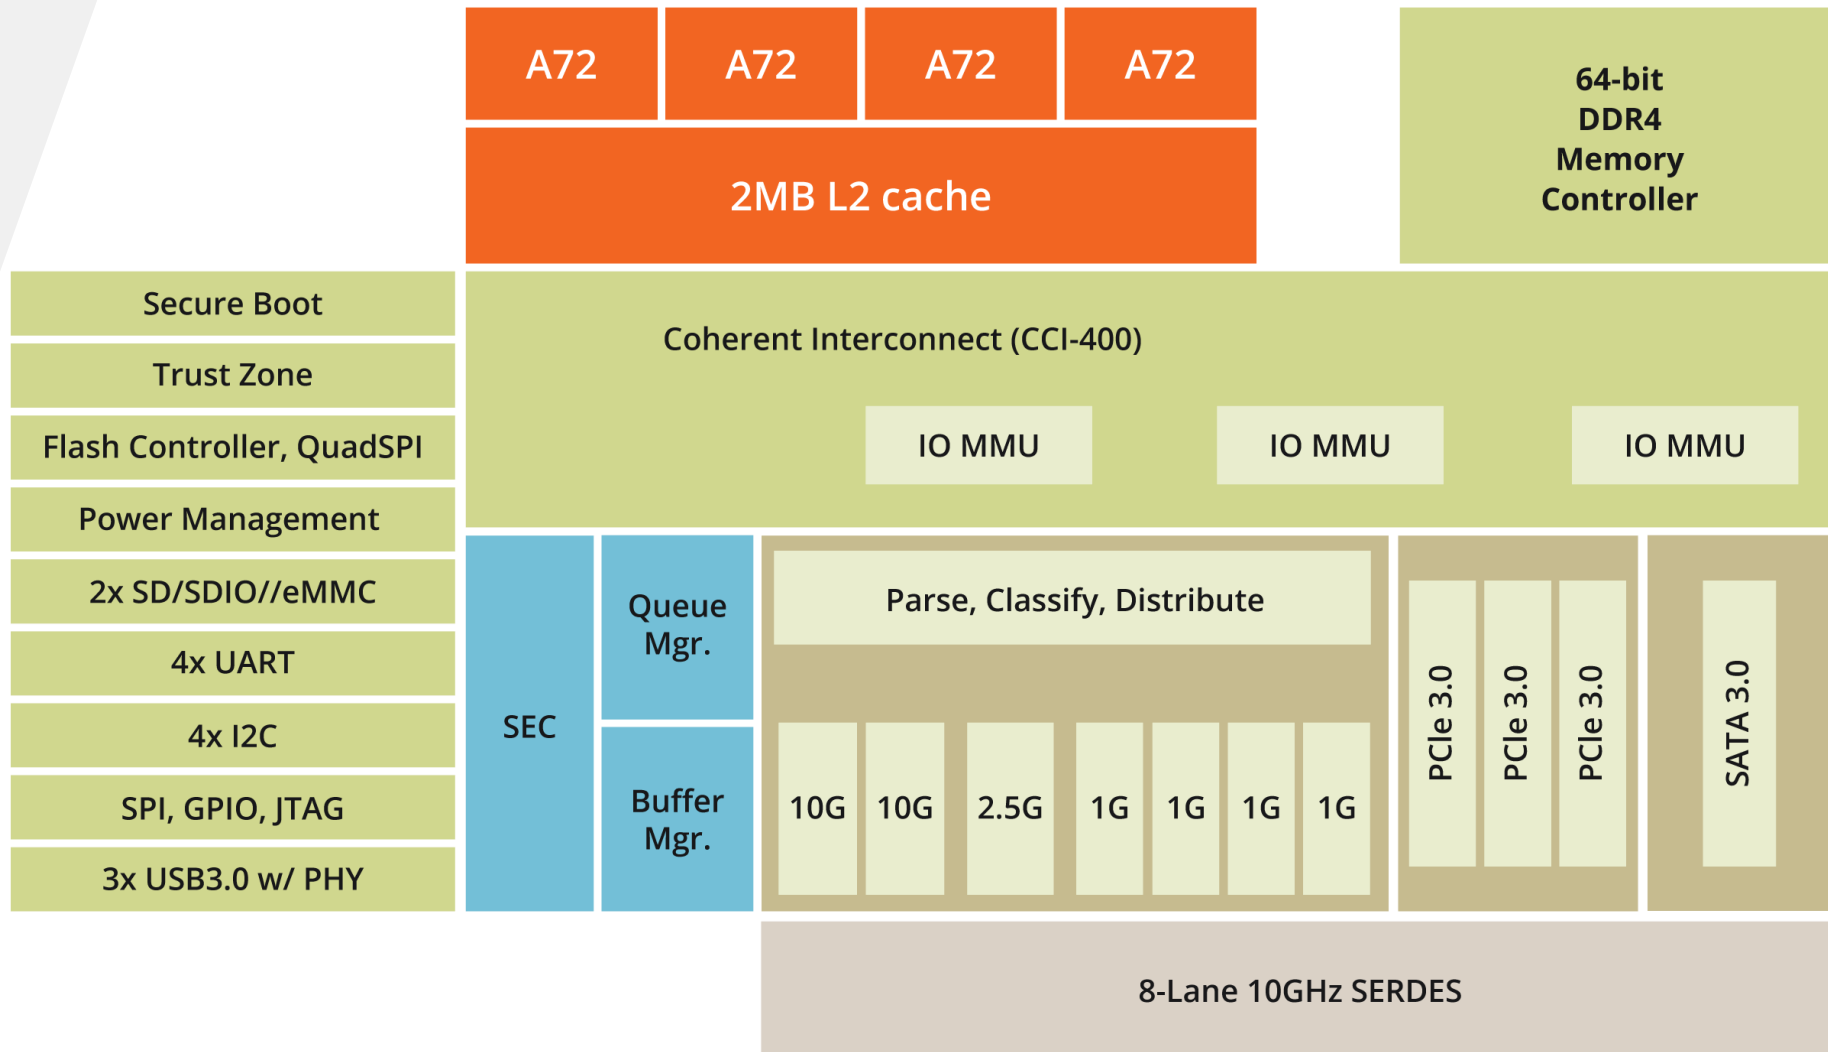 A72
A72
A72
A72
64-bit
DDR4
Memory
Controller
2MB L2 cache
Secure Boot
Trust Zone
Flash Controller, QuadSPI
Power Management
2x SD/SDIO//eMMC
4x UART
4x I2C
SPI, GPIO, JTAG
3x USB3.0 w/ PHY
Coherent Interconnect (CCI-400)
IO MMU
IO MMU
IO MMU
SEC
Queue
Mgr.
Buffer
Mgr.
Parse, Classify, Distribute
10G
10G
2.5G
1G
1G
1G
1G
PCle 3.0
PCle 3.0
PCle 3.0
SATA 3.0
8-Lane 10GHz SERDES